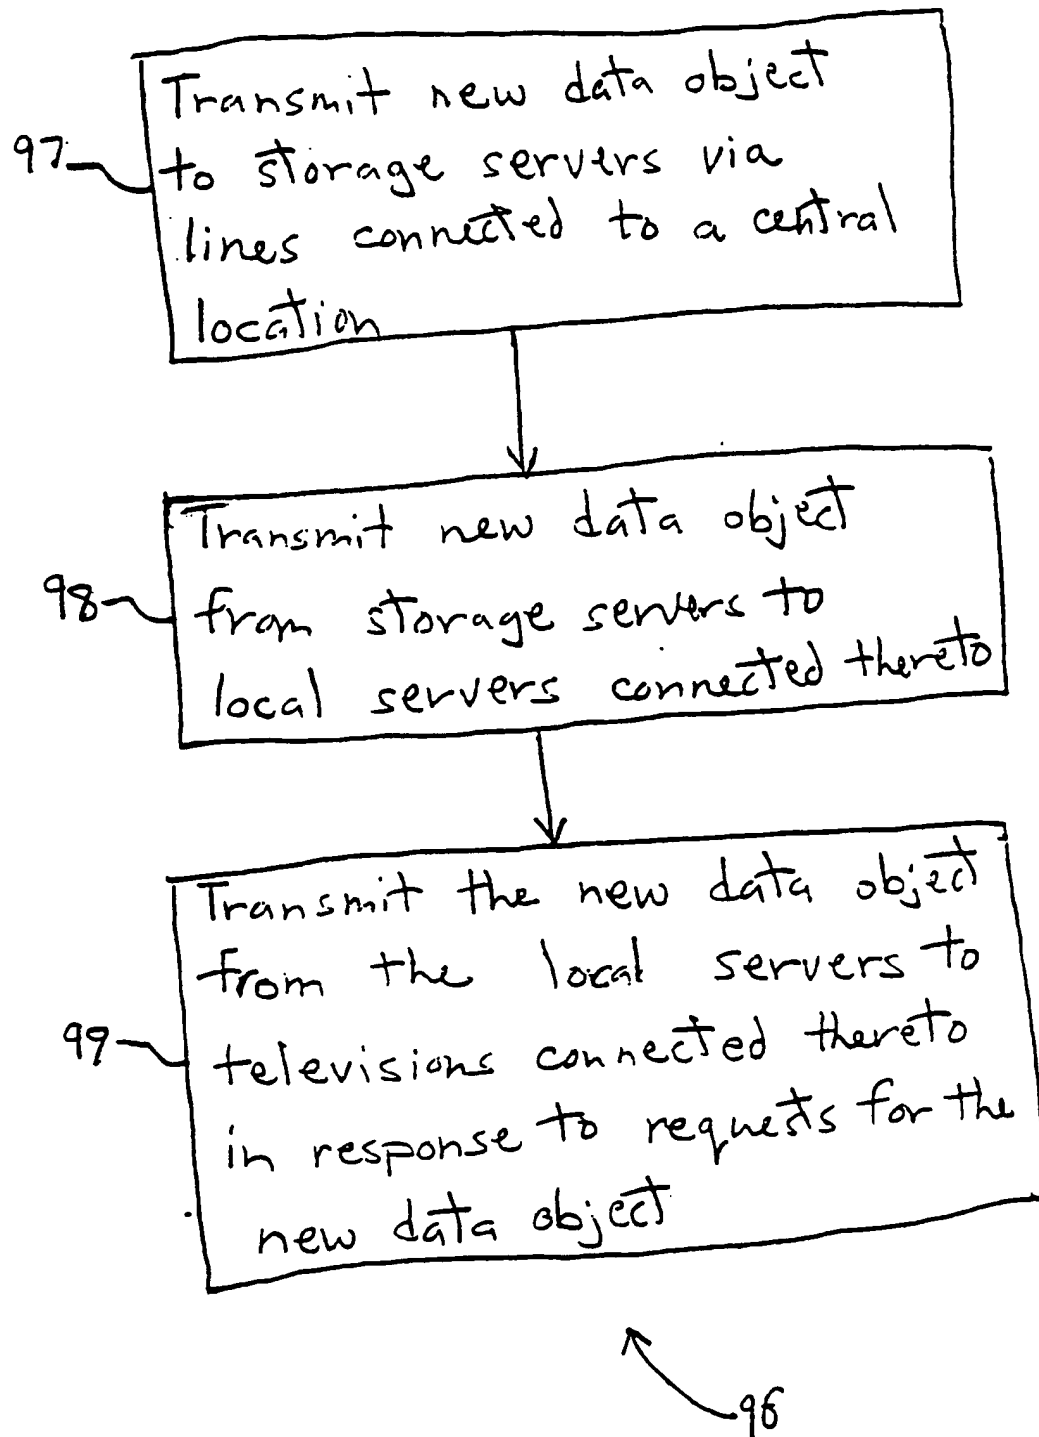 Transmit new data object
97
to storage servers via
lines connected to a central
location
Transmit new data object
98
from storage servers to
local servers connected thereto
Transmit the new data object
from the local servers to
99
televisions connected thereto
in response to requests for the
new data object
96